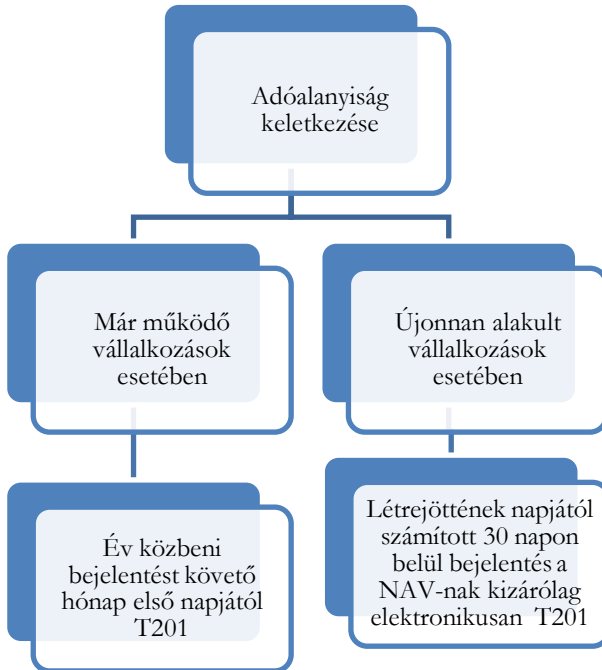 Adóalanyiság
keletkezése
Már működő
vállalkozások
esetében
Újonnan alakult
vállalkozások
esetében
Év közbeni
bejelentést követő
hónap első napjától
T201
Létrejöttének napjától
számított 30 napon
belül bejelentés a
NAV-nak kizárólag
elektronikusan T201